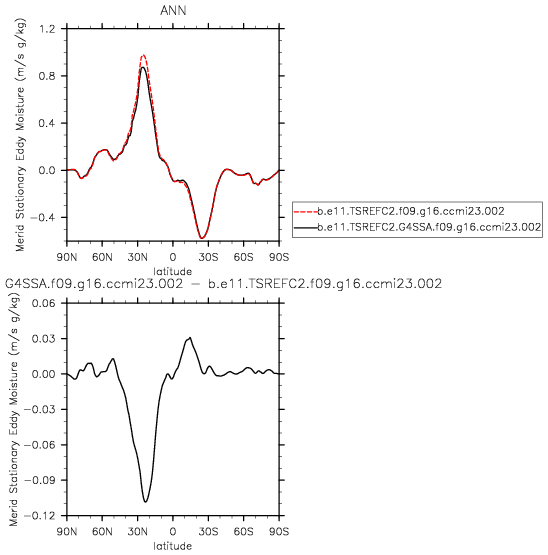 ANN
Merid Stationary Eddy Moisture (m/s g/kg)
1.2
0.8
0.4
0.0
−0.4
90N 60N 30N 0 30S 60S 90S
latitude
b.e11.TSREFC2.f09.g16.ccmi23.002
b.e11.TSREFC2.G4SSA.f09.g16.ccmi23.002
G4SSA.f09.g16.ccmi23.002 − b.e11.TSREFC2.f09.g16.ccmi23.002
Merid Stationary Eddy Moisture (m/s g/kg)
0.06
0.03
0.00
−0.03
−0.06
−0.09
−0.12
90N 60N 30N 0 30S 60S 90S
latitude